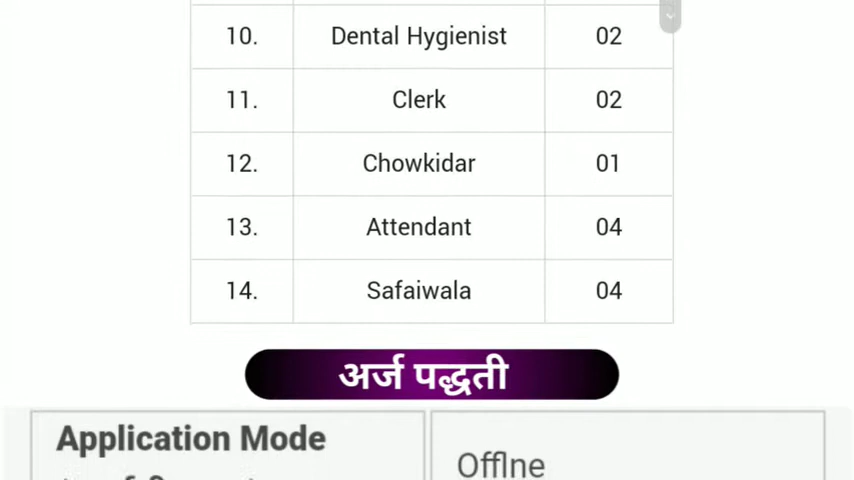 10. Dental Hygienist 02
11. Clerk 02
12. Chowkidar 01
13. Attendant 04
14. Safaiwala 04
अर्ज पद्धती
Application Mode
Offlne